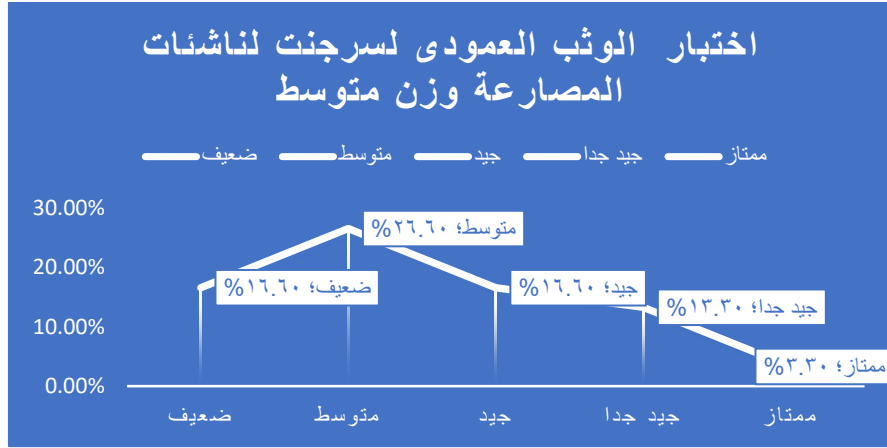 اختبار الوثب العمودى لسرجنت لناشئات
المصارعة وزن متوسط
ممتاز جيد جدا جيد متوسط ضعيف
30.00%
متوسط؛ ٢٦.٦٠%
20.00%
ضعيف؛ ١٦.٦٠%
جيد؛ ١٦.٦٠%
جيد جدا؛ ١٣.٣٠%
10.00%
ممتاز؛ ٣.٣٠%
0.00%
ضعيف متوسط جيد جيد جدا ممتاز